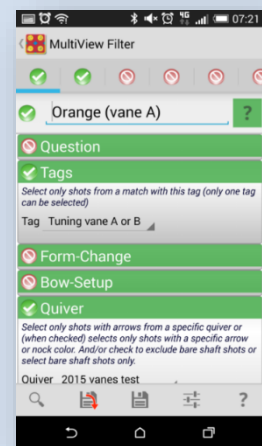 4G
07:21
MultiView Filter
Orange (vane A)
?
Question
Tags
Select only shots from a match with this tag (only one tag
can be selected)
Tag Tuning vane A or B
Form-Change
Bow-Setup
Quiver
Select only shots with arrows from a specific quiver or
(when checked) selects only shots with a specific arrow
or nock color. And/or check to exclude bare shaft shots or
select bare shaft shots only.
Quiver 2015 vanes test
?